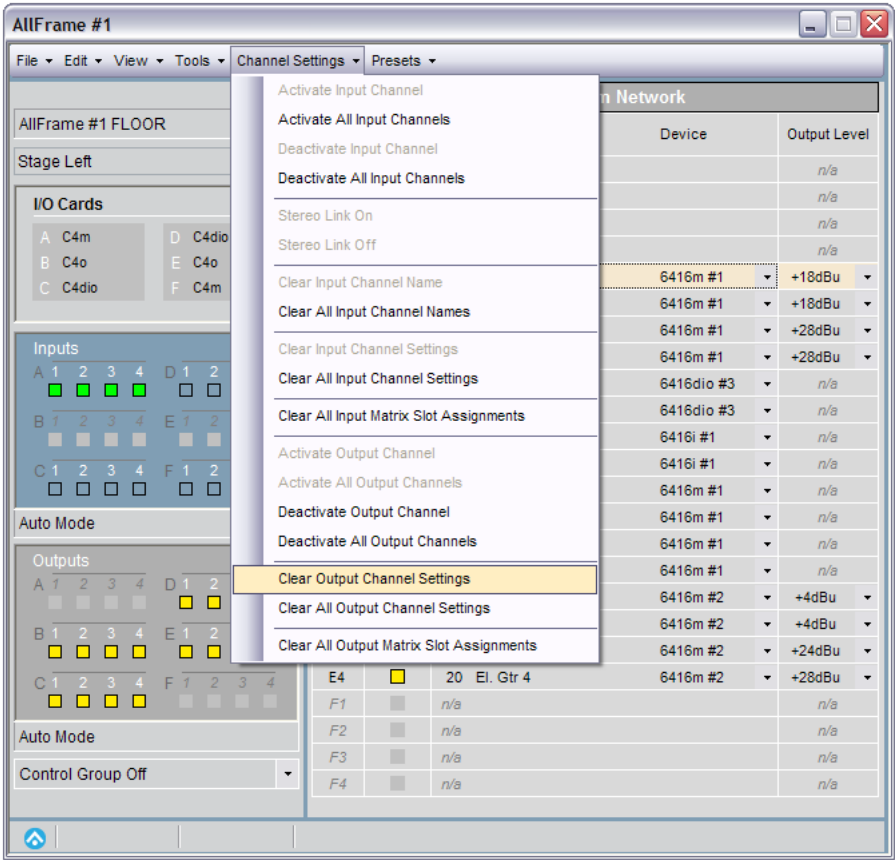 AllFrame #1
File Edit View Tools Channel Settings Presets
AllFrame #1 FLOOR
Stage Left
I/O Cards
A C4m D C4dio
B C4o E C4o
C C4dio F C4m
Inputs
A 1 2 3 4 D 1 2
B 1 2 3 4 E 1 2
C 1 2 3 4 F 1 2
Auto Mode
Outputs
A 1 2 3 4 D 1 2
B 1 2 3 4 E 1 2
C 1 2 3 4 F 1 2 3 4
Auto Mode
Control Group Off
Activate Input Channel
Activate All Input Channels
Deactivate Input Channel
Deactivate All Input Channels
Stereo Link On
Stereo Link Off
Clear Input Channel Name
Clear All Input Channel Names
Clear Input Channel Settings
Clear All Input Channel Settings
Clear All Input Matrix Slot Assignments
Activate Output Channel
Activate All Output Channels
Deactivate Output Channel
Deactivate All Output Channels
Clear Output Channel Settings
Clear All Output Channel Settings
Clear All Output Matrix Slot Assignments
Network
Device Output Level
n/a
n/a
n/a
n/a
6416m #1 +18dBu
6416m #1 +18dBu
6416m #1 +28dBu
6416m #1 +28dBu
6416dio #3 n/a
6416dio #3 n/a
6416i #1 n/a
6416i #1 n/a
6416m #1 n/a
6416m #1 n/a
6416m #1 n/a
6416m #1 n/a
6416m #2 +4dBu
6416m #2 +4dBu
6416m #2 +24dBu
E4 20 El. Gtr 4 6416m #2 +28dBu
F1 n/a n/a
F2 n/a n/a
F3 n/a n/a
F4 n/a n/a